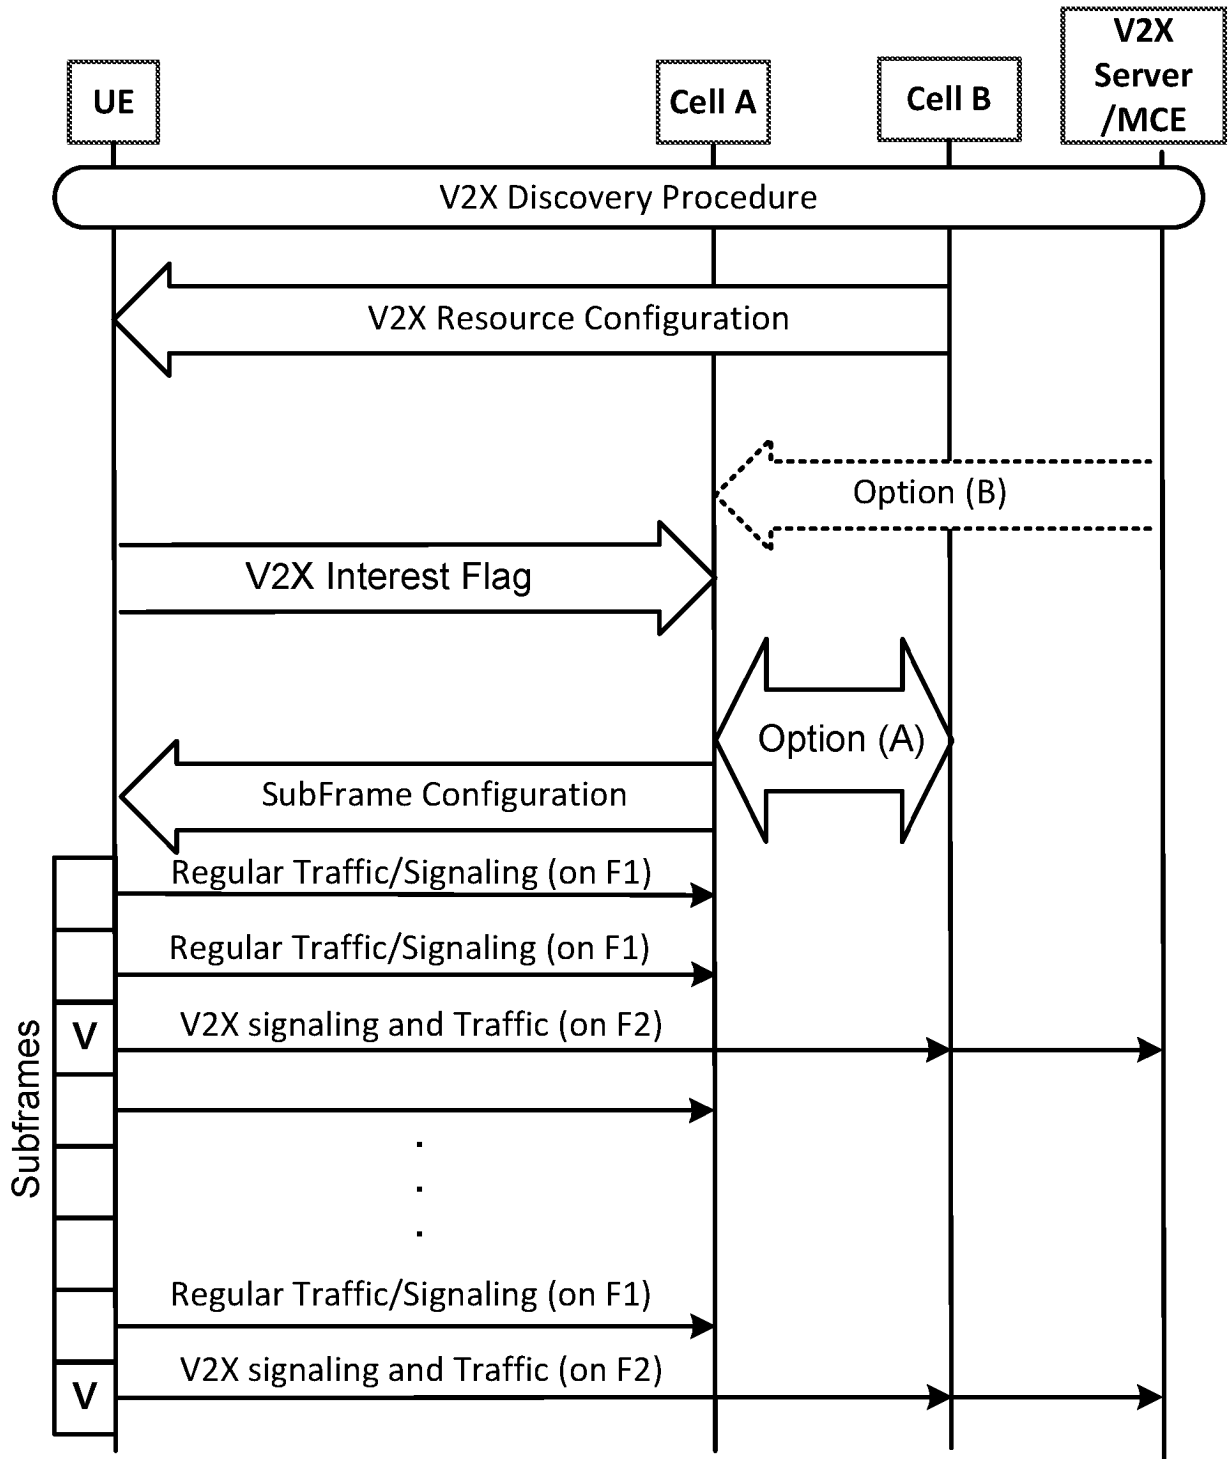 UE
Cell A
Cell B
V2X
Server
/MCE
V2X Discovery Procedure
V2X Resource Configuration
Option (B)
V2X Interest Flag
Option (A)
SubFrame Configuration
Regular Traffic/Signaling (on F1)
Regular Traffic/Signaling (on F1)
V
V2X signaling and Traffic (on F2)
Subframes
Regular Traffic/Signaling (on F1)
V2X signaling and Traffic (on F2)
V